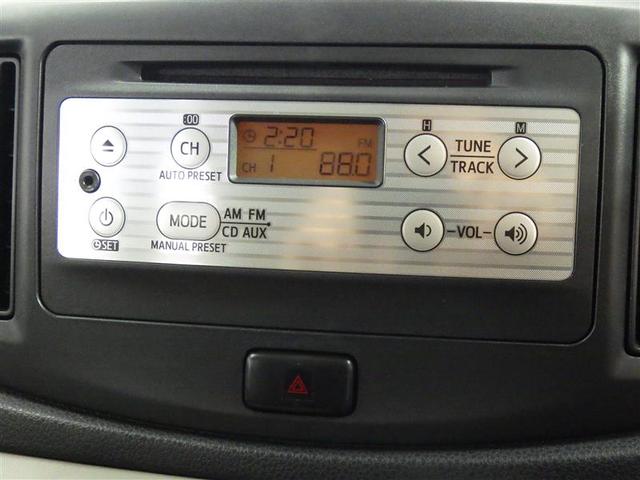 :00
H
M
CH
AUTO PRESET
2:20
FM
CH 1 88.0
TUNE
TRACK
SET
MODE
AM FM
CD AUX
MANUAL PRESET
VOL